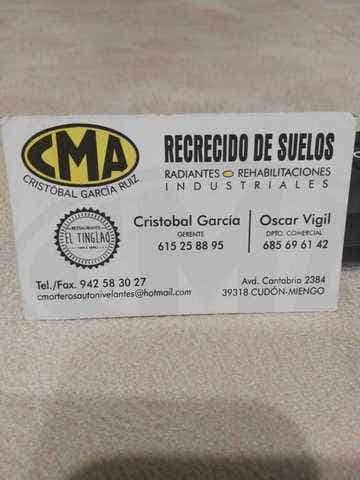 CMA
CRISTÓBAL GARCÍA RUIZ
RECRECIDO DE SUELOS
RADIANTES REHABILITACIONES
INDUSTRIALES
RESTAURANTE
EL TINGLAO
Cristobal García
GERENTE
615 25 88 95
Oscar Vigil
DPTO. COMERCIAL
685 69 61 42
Tel./Fax. 942 58 30 27
cmorterosautonivelantes@hotmail.com
Avd. Cantabria 2384
39318 CUDÓN-MIENGO